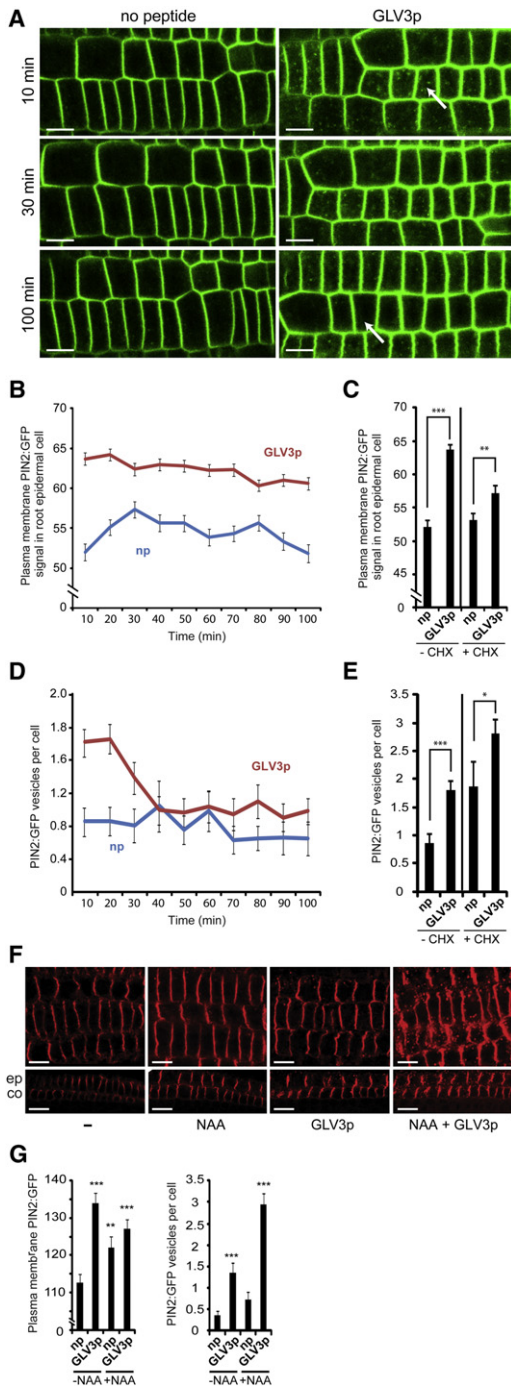 A
no peptide
GLV3p
10 min
30 min
100 min
B
Plasma membrane PIN2:GFP
signal in root epidermal cell
70
65
60
55
50
0
GLV3p
np
10 20 30 40 50 60 70 80 90 100
Time (min)
C
Plasma membrane PIN2:GFP
signal in root epidermal cell
70
65
60
55
50
45
0
***
**
np
GLV3p
np
GLV3p
- CHX
+ CHX
D
PIN2:GFP vesicles per cell
2.0
1.6
1.2
0.8
0.4
0
GLV3p
np
10 20 30 40 50 60 70 80 90 100
Time (min)
E
PIN2:GFP vesicles per cell
3.5
3
2.5
2
1.5
1
0.5
0
***
*
np
GLV3p
np
GLV3p
- CHX
+ CHX
F
ep
co
–
NAA
GLV3p
NAA + GLV3p
G
Plasma membrane PIN2:GFP
140
130
120
110
0
***
**
***
np
GLV3p
np
GLV3p
-NAA
+NAA
PIN2:GFP vesicles per cell
3.5
3
2.5
2
1.5
1
0.5
0
***
***
np
GLV3p
np
GLV3p
-NAA
+NAA